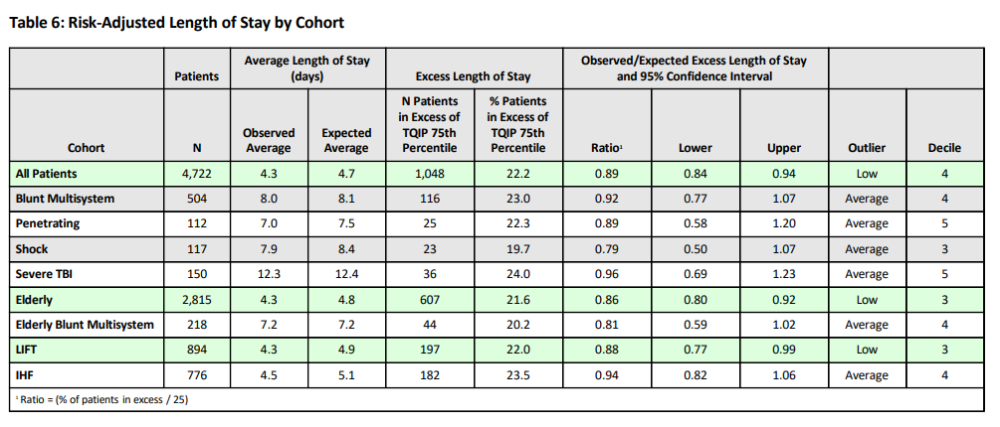 Table 6: Risk-Adjusted Length of Stay by Cohort
Patients
Average Length of Stay
(days)
Excess Length of Stay
Observed/Expected Excess Length of Stay
and 95% Confidence Interval
Cohort
N
Observed
Average
Expected
Average
N Patients
in Excess of
TQIP 75th
Percentile
% Patients
in Excess of
TQIP 75th
Percentile
Ratio¹
Lower
Upper
Outlier
Decile
All Patients 4,722 4.3 4.7 1,048 22.2 0.89 0.84 0.94 Low 4
Blunt Multisystem 504 8.0 8.1 116 23.0 0.92 0.77 1.07 Average 4
Penetrating 112 7.0 7.5 25 22.3 0.89 0.58 1.20 Average 5
Shock 117 7.9 8.4 23 19.7 0.79 0.50 1.07 Average 3
Severe TBI 150 12.3 12.4 36 24.0 0.96 0.69 1.23 Average 5
Elderly 2,815 4.3 4.8 607 21.6 0.86 0.80 0.92 Low 3
Elderly Blunt Multisystem 218 7.2 7.2 44 20.2 0.81 0.59 1.02 Average 4
LIFT 894 4.3 4.9 197 22.0 0.88 0.77 0.99 Low 3
IHF 776 4.5 5.1 182 23.5 0.94 0.82 1.06 Average 4
¹ Ratio = (% of patients in excess / 25)